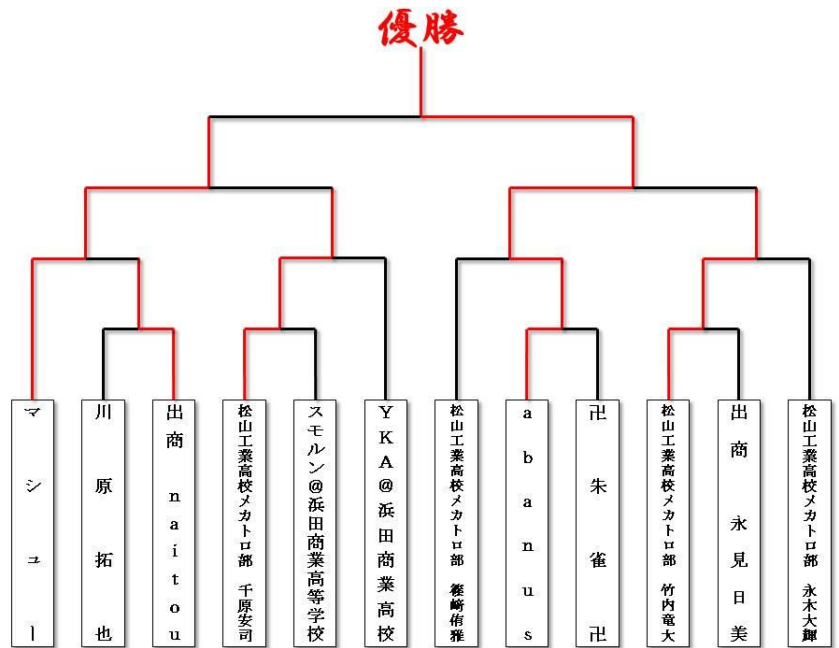 優勝
マシュー
川原拓也
出商 naitou
松山工業高校メカトロ部 千原安司
スモルン@浜田商業高等学校
YKA@浜田商業高校
松山工業高校メカトロ部 篠崎侑雅
abanus
卍朱雀卍
松山工業高校メカトロ部 竹内竜大
出商 永見日美
松山工業高校メカトロ部 永木大輝